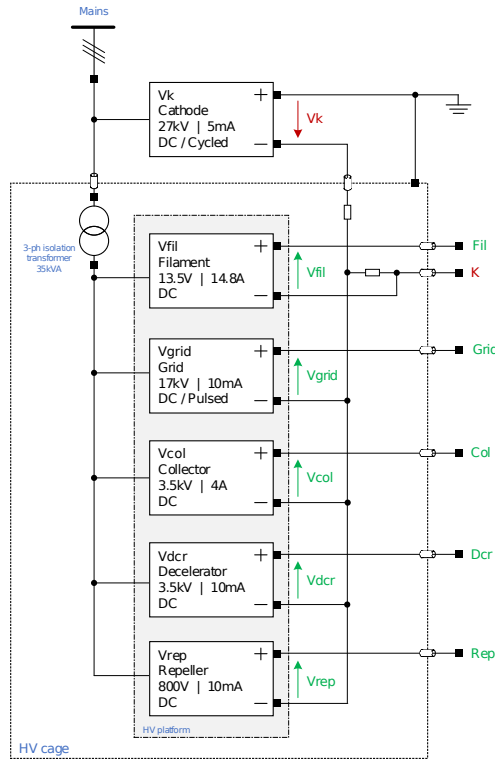 Mains
Vk
Cathode
27kV | 5mA
DC / Cycled
+
−
Vk
3-ph isolation
transformer
35kVA
Vfil
Filament
13.5V | 14.8A
DC
+
−
Vfil
Fil
K
Vgrid
Grid
17kV | 10mA
DC / Pulsed
+
−
Vgrid
Grid
Vcol
Collector
3.5kV | 4A
DC
+
−
Vcol
Col
Vdcr
Decelerator
3.5kV | 10mA
DC
+
−
Vdcr
Dcr
Vrep
Repeller
800V | 10mA
DC
+
−
Vrep
Rep
HV platform
HV cage